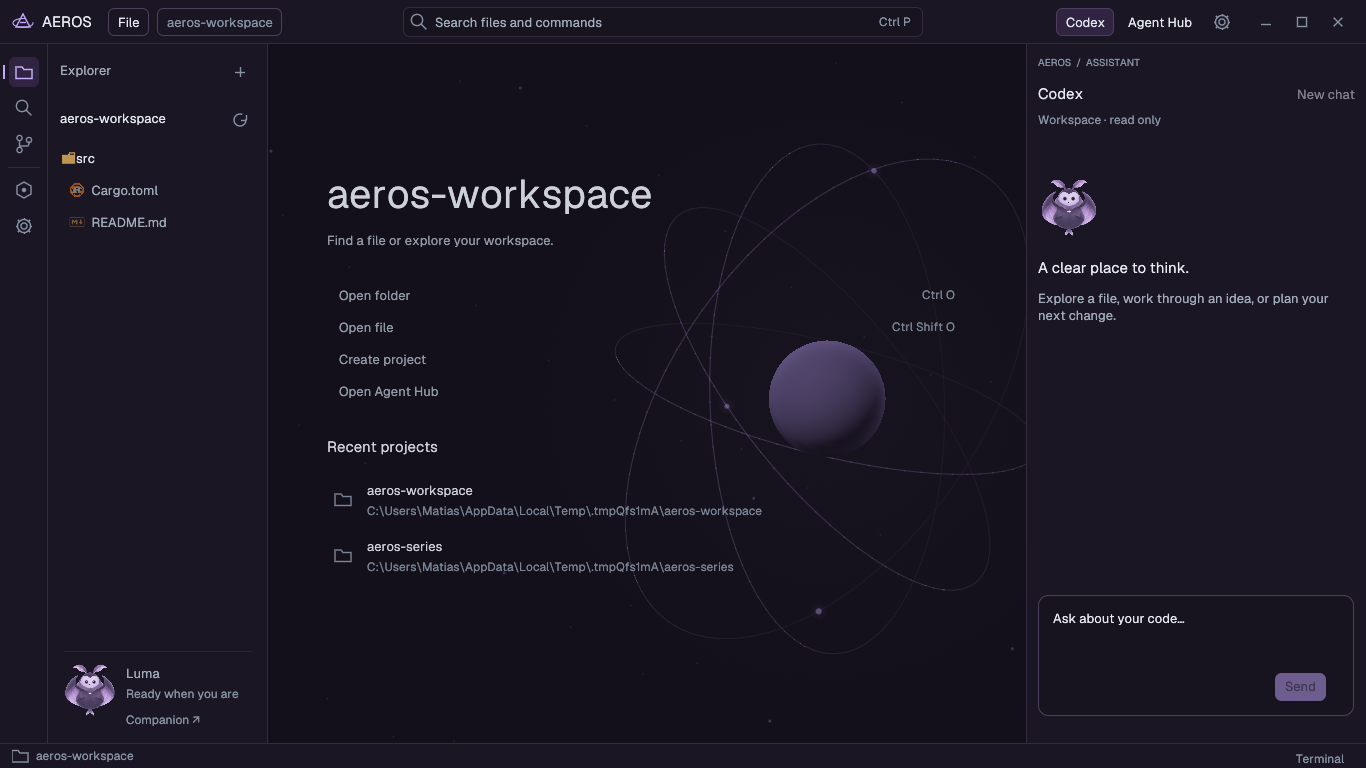 AEROS
File
aeros-workspace
Search files and commands
Ctrl P
Codex
Agent Hub
Explorer
+
aeros-workspace
src
Cargo.toml
README.md
Luma
Ready when you are
Companion ↗
aeros-workspace
Find a file or explore your workspace.
Open folder
Ctrl O
Open file
Ctrl Shift O
Create project
Open Agent Hub
Recent projects
aeros-workspace
C:\Users\Matias\AppData\Local\Temp\.tmpQfs1mA\aeros-workspace
aeros-series
C:\Users\Matias\AppData\Local\Temp\.tmpQfs1mA\aeros-series
AEROS / ASSISTANT
Codex
New chat
Workspace · read only
A clear place to think.
Explore a file, work through an idea, or plan your
next change.
Ask about your code…
Send
aeros-workspace
Terminal